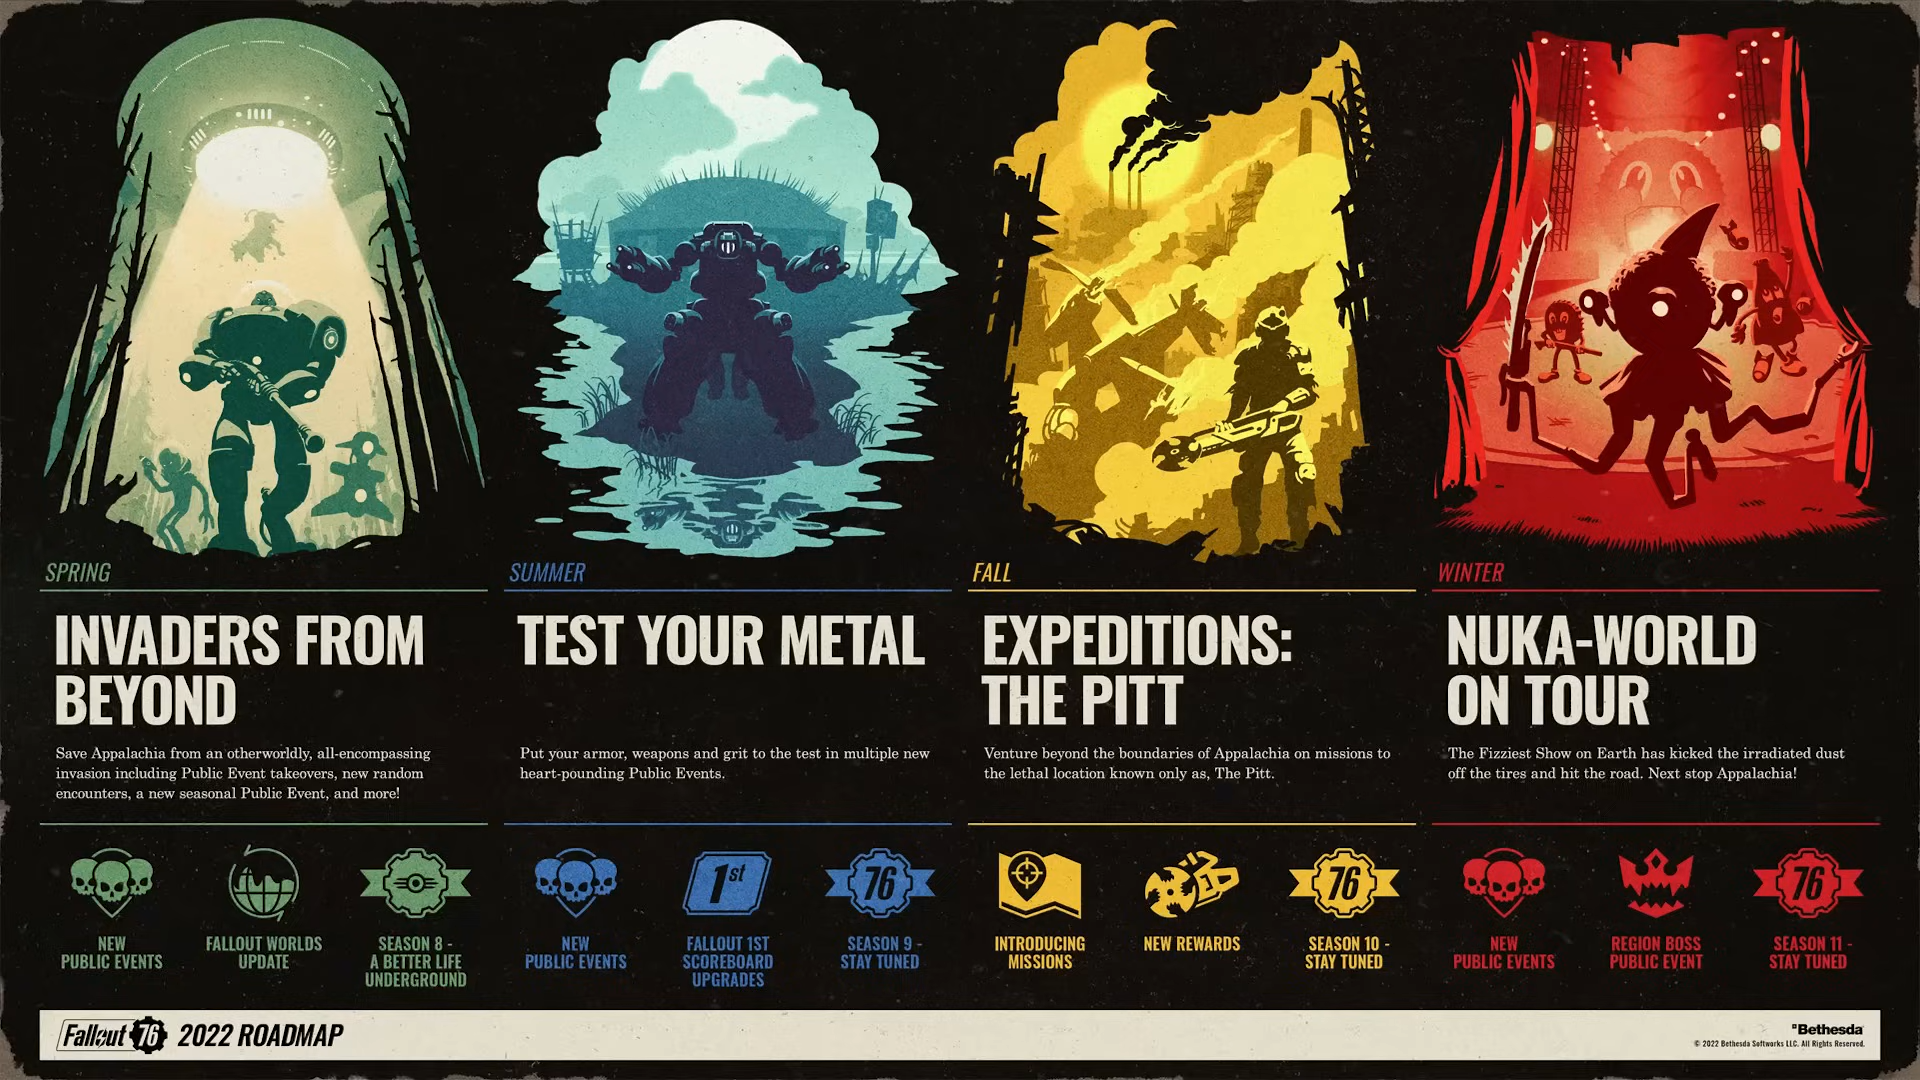 SPRING
INVADERS FROM
BEYOND
Save Appalachia from an otherworldly, all-encompassing
invasion including Public Event takeovers, new random
encounters, a new seasonal Public Event, and more!
NEW
PUBLIC EVENTS
FALLOUT WORLDS
UPDATE
SEASON 8 -
A BETTER LIFE
UNDERGROUND
SUMMER
TEST YOUR METAL
Put your armor, weapons and grit to the test in multiple new
heart-pounding Public Events.
NEW
PUBLIC EVENTS
1st
FALLOUT 1ST
SCOREBOARD
UPGRADES
76
SEASON 9 -
STAY TUNED
FALL
EXPEDITIONS:
THE PITT
Venture beyond the boundaries of Appalachia on missions to
the lethal location known only as, The Pitt.
INTRODUCING
MISSIONS
NEW REWARDS
76
SEASON 10 -
STAY TUNED
WINTER
NUKA-WORLD
ON TOUR
The Fizziest Show on Earth has kicked the irradiated dust
off the tires and hit the road. Next stop Appalachia!
NEW
PUBLIC EVENTS
REGION BOSS
PUBLIC EVENT
76
SEASON 11 -
STAY TUNED
Fallout 76 2022 ROADMAP
Bethesda
© 2022 Bethesda Softworks LLC. All Rights Reserved.